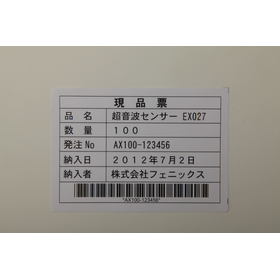 現品票
品名 超音波センサー EX027
数量 100
発注No AX100-123456
納入日 2012年7月2日
納入者 株式会社フェニックス
*AX100-123456*